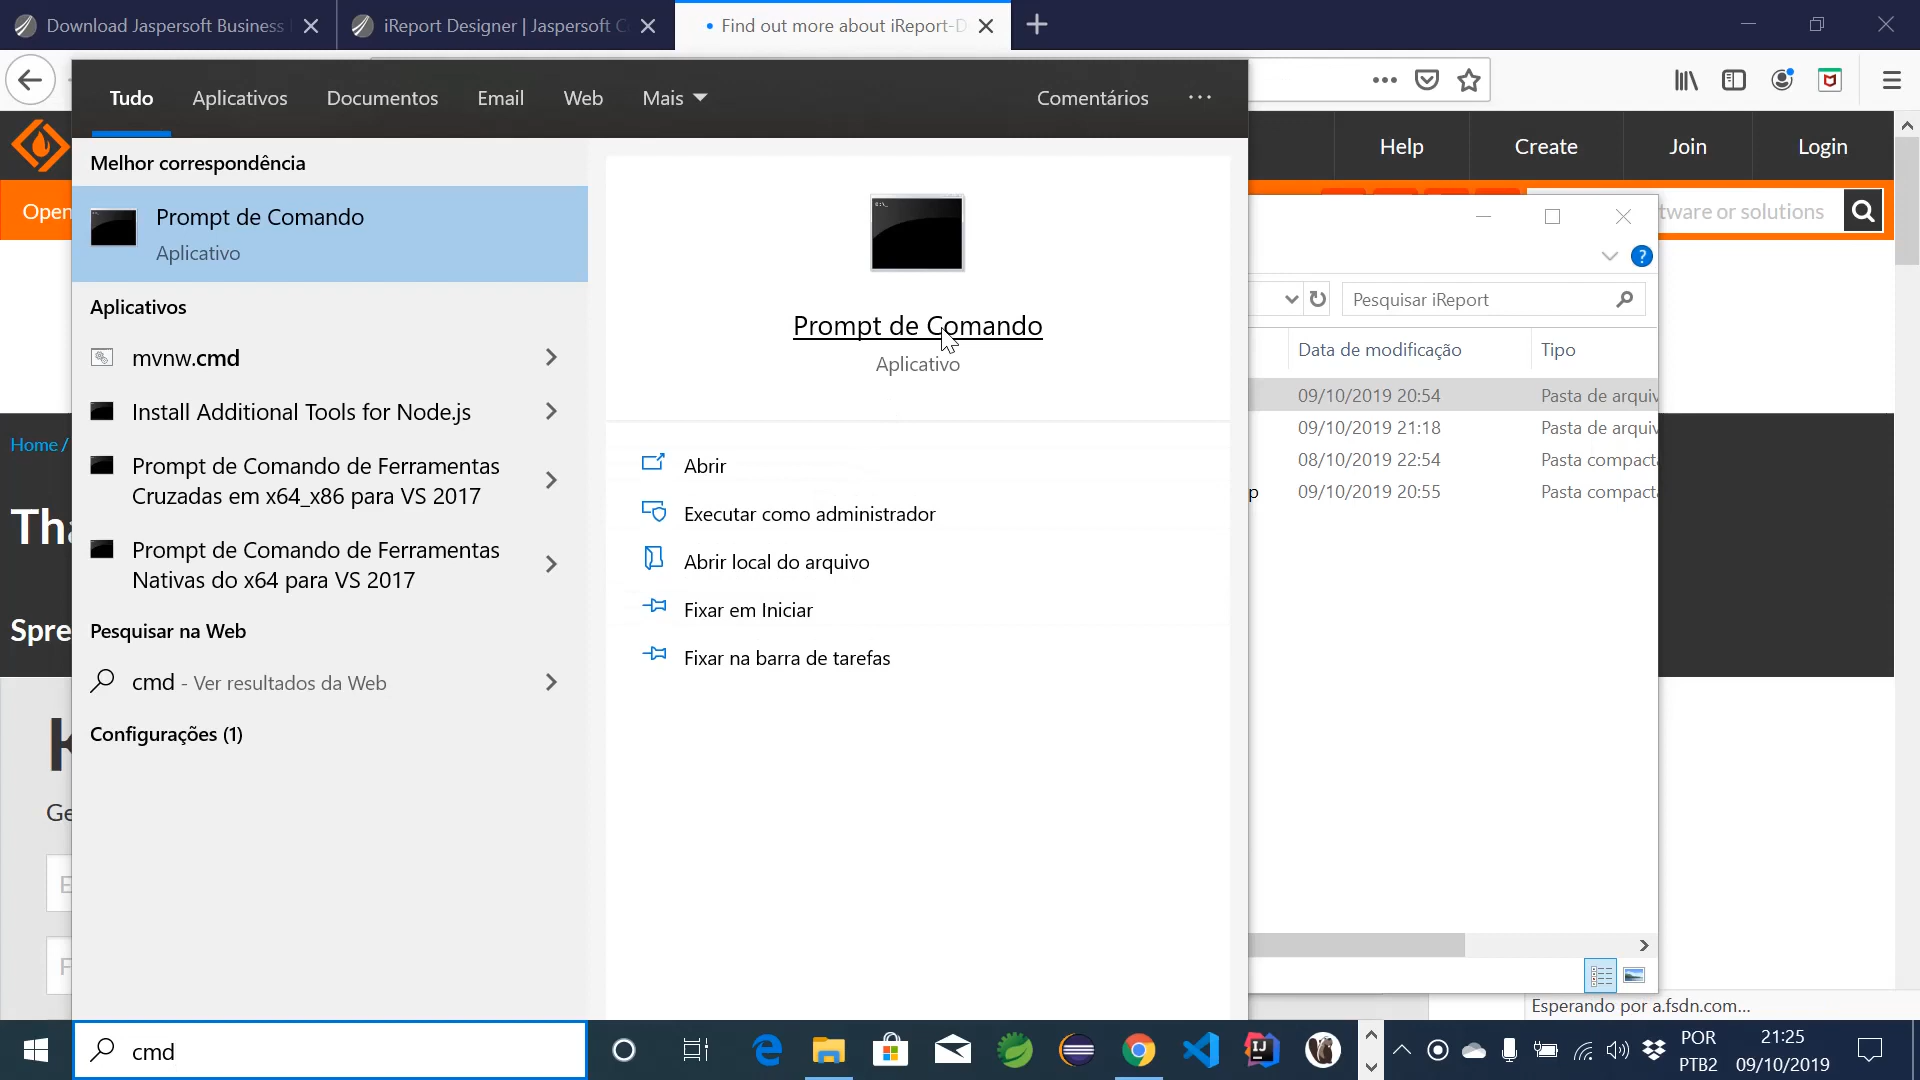 Download Jaspersoft Business
iReport Designer | Jaspersoft C
Find out more about iReport-D
Tudo
Aplicativos
Documentos
Email
Web
Mais
Comentários
Help
Create
Join
Login
Melhor correspondência
Prompt de Comando
Aplicativo
Open
tware or solutions
Prompt de Comando
Aplicativo
Pesquisar iReport
Aplicativos
mvnw.cmd
Install Additional Tools for Node.js
Prompt de Comando de Ferramentas
Cruzadas em x64_x86 para VS 2017
Prompt de Comando de Ferramentas
Nativas do x64 para VS 2017
Pesquisar na Web
cmd - Ver resultados da Web
Configurações (1)
Abrir
Executar como administrador
Abrir local do arquivo
Fixar em Iniciar
Fixar na barra de tarefas
Data de modificação
Tipo
09/10/2019 20:54
Pasta de arquiv
09/10/2019 21:18
Pasta de arquiv
08/10/2019 22:54
Pasta compact
p
09/10/2019 20:55
Pasta compact
Home /
Tha
Spre
K
Ge
E
F
Esperando por a.fsdn.com...
cmd
POR
PTB2
21:25
09/10/2019